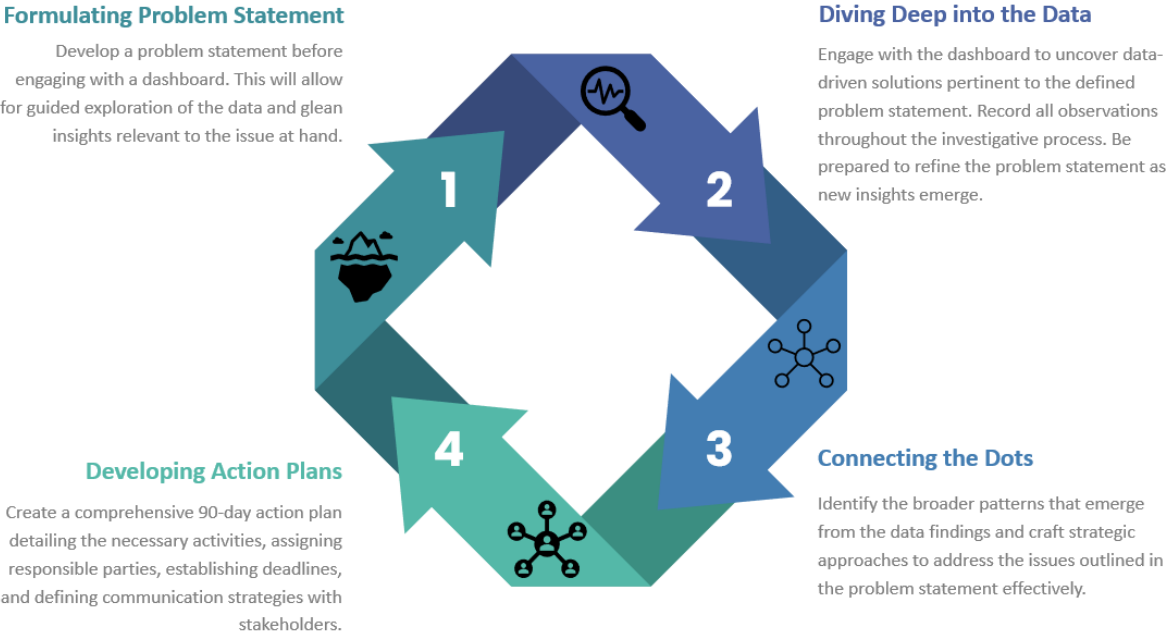 Formulating Problem Statement
Develop a problem statement before
engaging with a dashboard. This will allow
for guided exploration of the data and glean
insights relevant to the issue at hand.
1
Diving Deep into the Data
Engage with the dashboard to uncover data-
driven solutions pertinent to the defined
problem statement. Record all observations
throughout the investigative process. Be
prepared to refine the problem statement as
new insights emerge.
2
Connecting the Dots
Identify the broader patterns that emerge
from the data findings and craft strategic
approaches to address the issues outlined in
the problem statement effectively.
3
Developing Action Plans
Create a comprehensive 90-day action plan
detailing the necessary activities, assigning
responsible parties, establishing deadlines,
and defining communication strategies with
stakeholders.
4